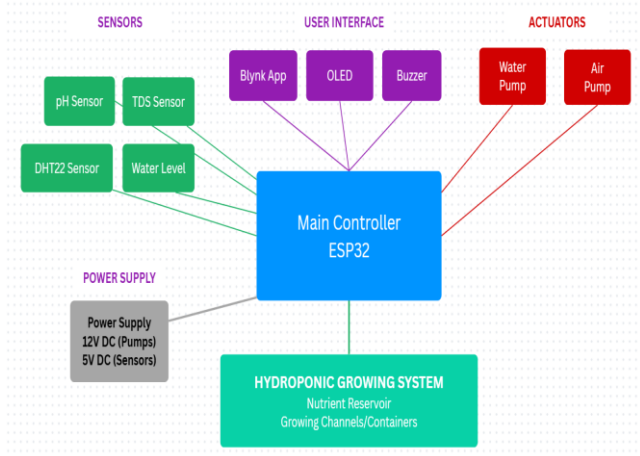 SENSORS
USER INTERFACE
ACTUATORS
Blynk App
OLED
Buzzer
Water
Pump
Air
Pump
pH Sensor
TDS Sensor
DHT22 Sensor
Water Level
Main Controller
ESP32
POWER SUPPLY
Power Supply
12V DC (Pumps)
5V DC (Sensors)
HYDROPONIC GROWING SYSTEM
Nutrient Reservoir
Growing Channels/Containers